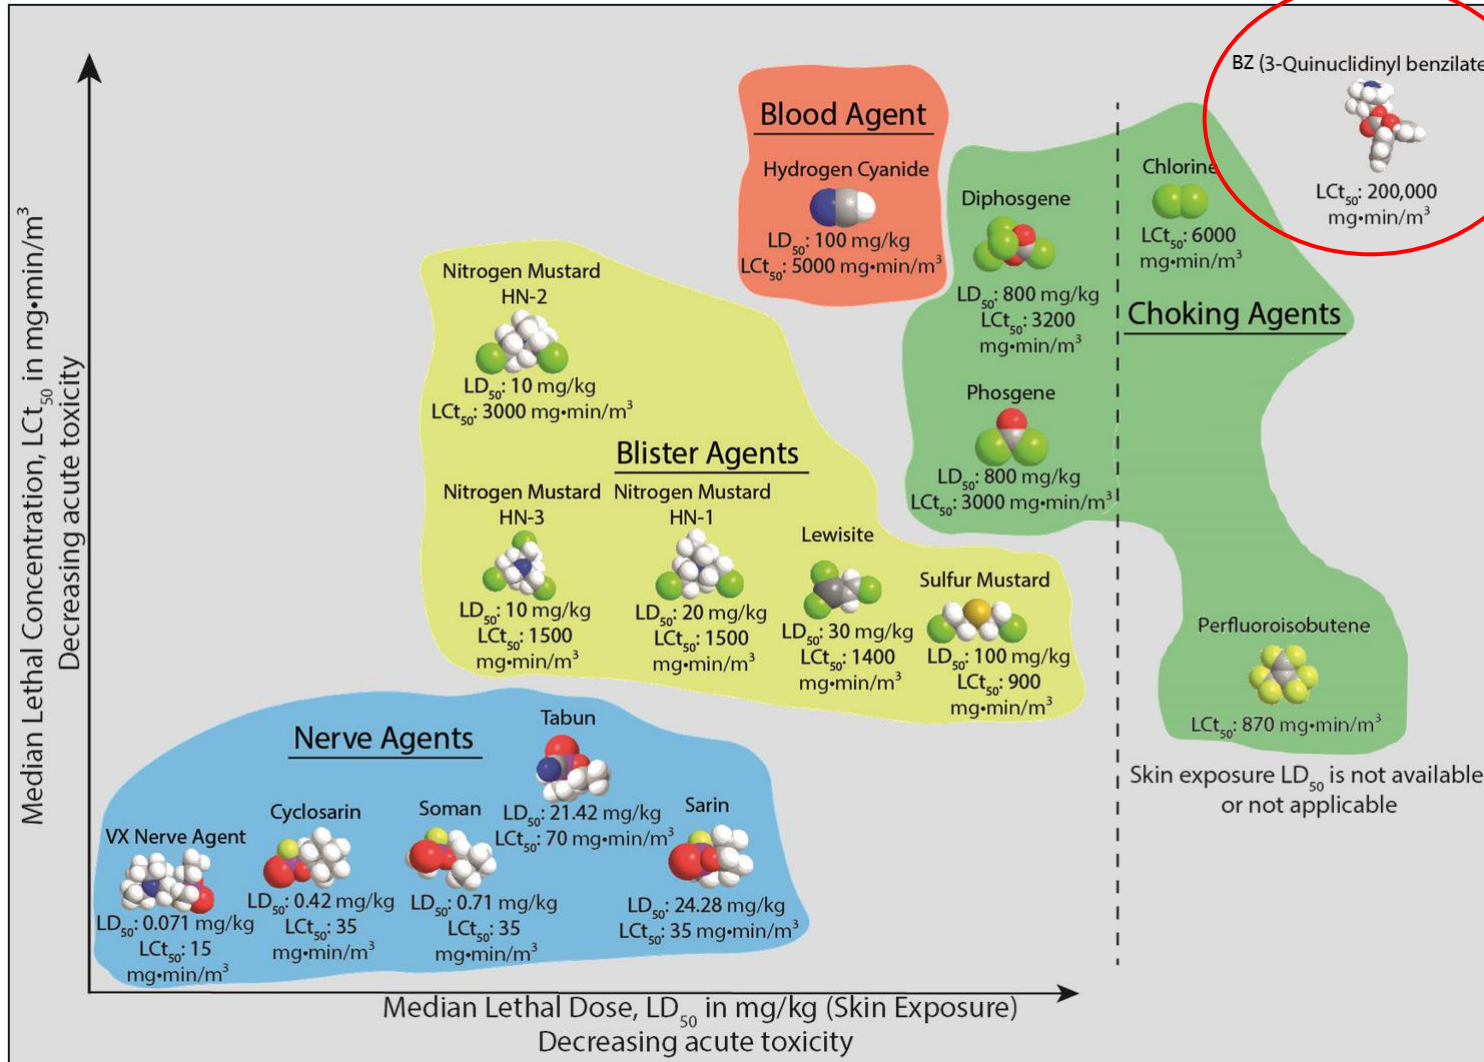 BZ (3-Quinuclidinyl benzilate
LCt₅₀: 200,000
mg•min/m³
Blood Agent
Hydrogen Cyanide
LD₅₀: 100 mg/kg
LCt₅₀: 5000 mg•min/m³
Diphosgene
LD₅₀: 800 mg/kg
LCt₅₀: 3200
mg•min/m³
Chlorine
LCt₅₀: 6000
mg•min/m³
Choking Agents
Phosgene
LD₅₀: 800 mg/kg
LCt₅₀: 3000 mg•min/m³
Perfluoroisobutene
LCt₅₀: 870 mg•min/m³
Skin exposure LD₅₀ is not available
or not applicable
Nitrogen Mustard
HN-2
LD₅₀: 10 mg/kg
LCt₅₀: 3000 mg•min/m³
Blister Agents
Nitrogen Mustard
HN-3
LD₅₀: 10 mg/kg
LCt₅₀: 1500
mg•min/m³
Nitrogen Mustard
HN-1
LD₅₀: 20 mg/kg
LCt₅₀: 1500
mg•min/m³
Lewisite
LD₅₀: 30 mg/kg
LCt₅₀: 1400
mg•min/m³
Sulfur Mustard
LD₅₀: 100 mg/kg
LCt₅₀: 900
mg•min/m³
Nerve Agents
Tabun
LD₅₀: 21.42 mg/kg
LCt₅₀: 70 mg•min/m³
VX Nerve Agent
LD₅₀: 0.071 mg/kg
LCt₅₀: 15
mg•min/m³
Cyclosarin
LD₅₀: 0.42 mg/kg
LCt₅₀: 35
mg•min/m³
Soman
LD₅₀: 0.71 mg/kg
LCt₅₀: 35
mg•min/m³
Sarin
LD₅₀: 24.28 mg/kg
LCt₅₀: 35 mg•min/m³
Median Lethal Concentration, LCt₅₀ in mg•min/m³
Decreasing acute toxicity
Median Lethal Dose, LD₅₀ in mg/kg (Skin Exposure)
Decreasing acute toxicity